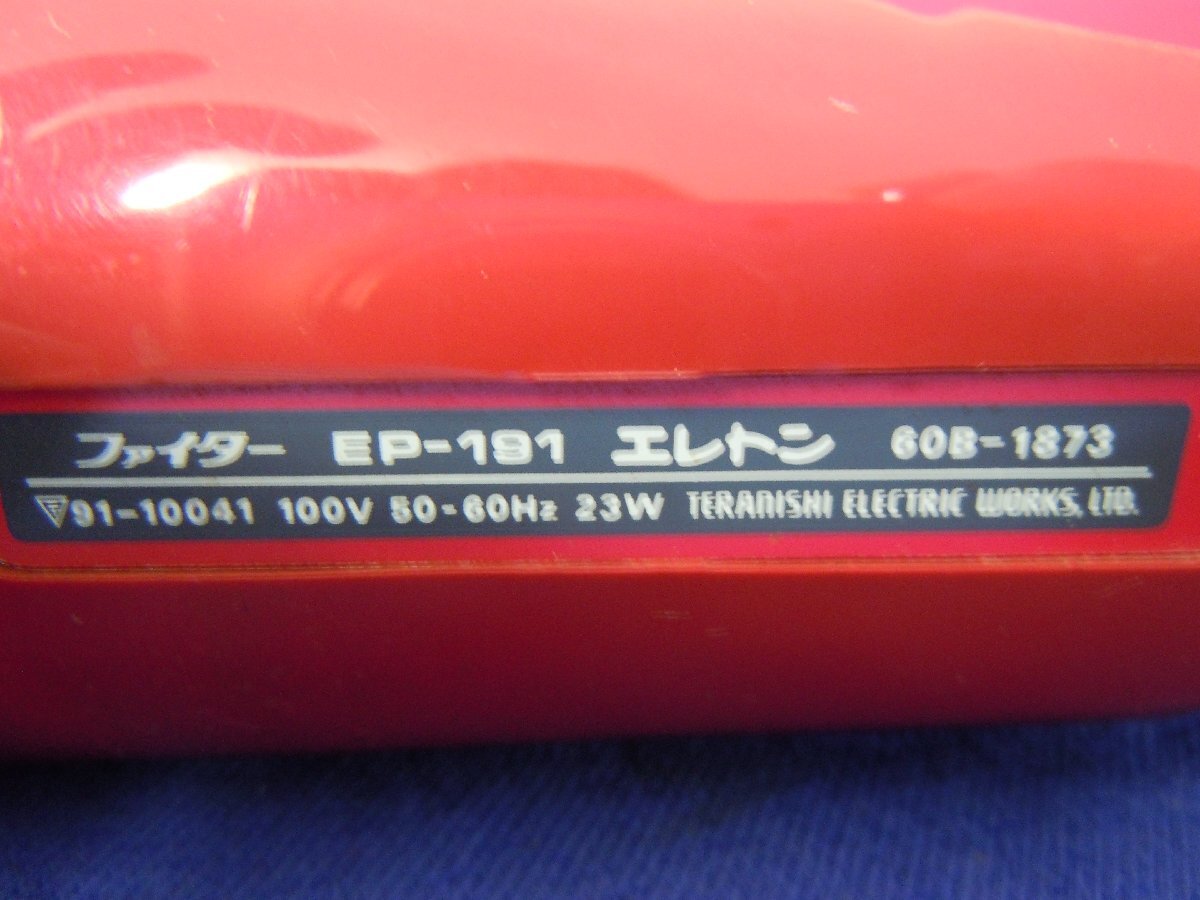 ファイター EP-191 エレトン 60B-1873
91-10041 100V 50-60Hz 23W TERANISHI ELECTRIC WORKS, LTD.